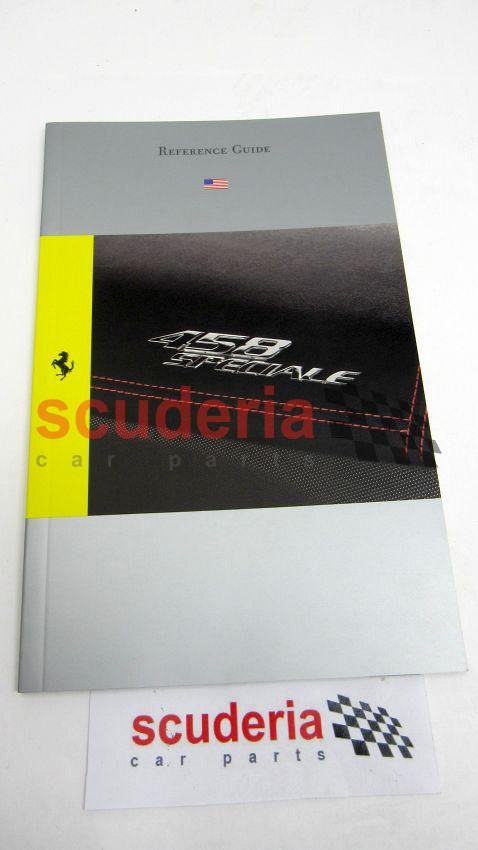 Reference Guide
458
SPECIALE
scuderia
car parts
scuderia
car parts